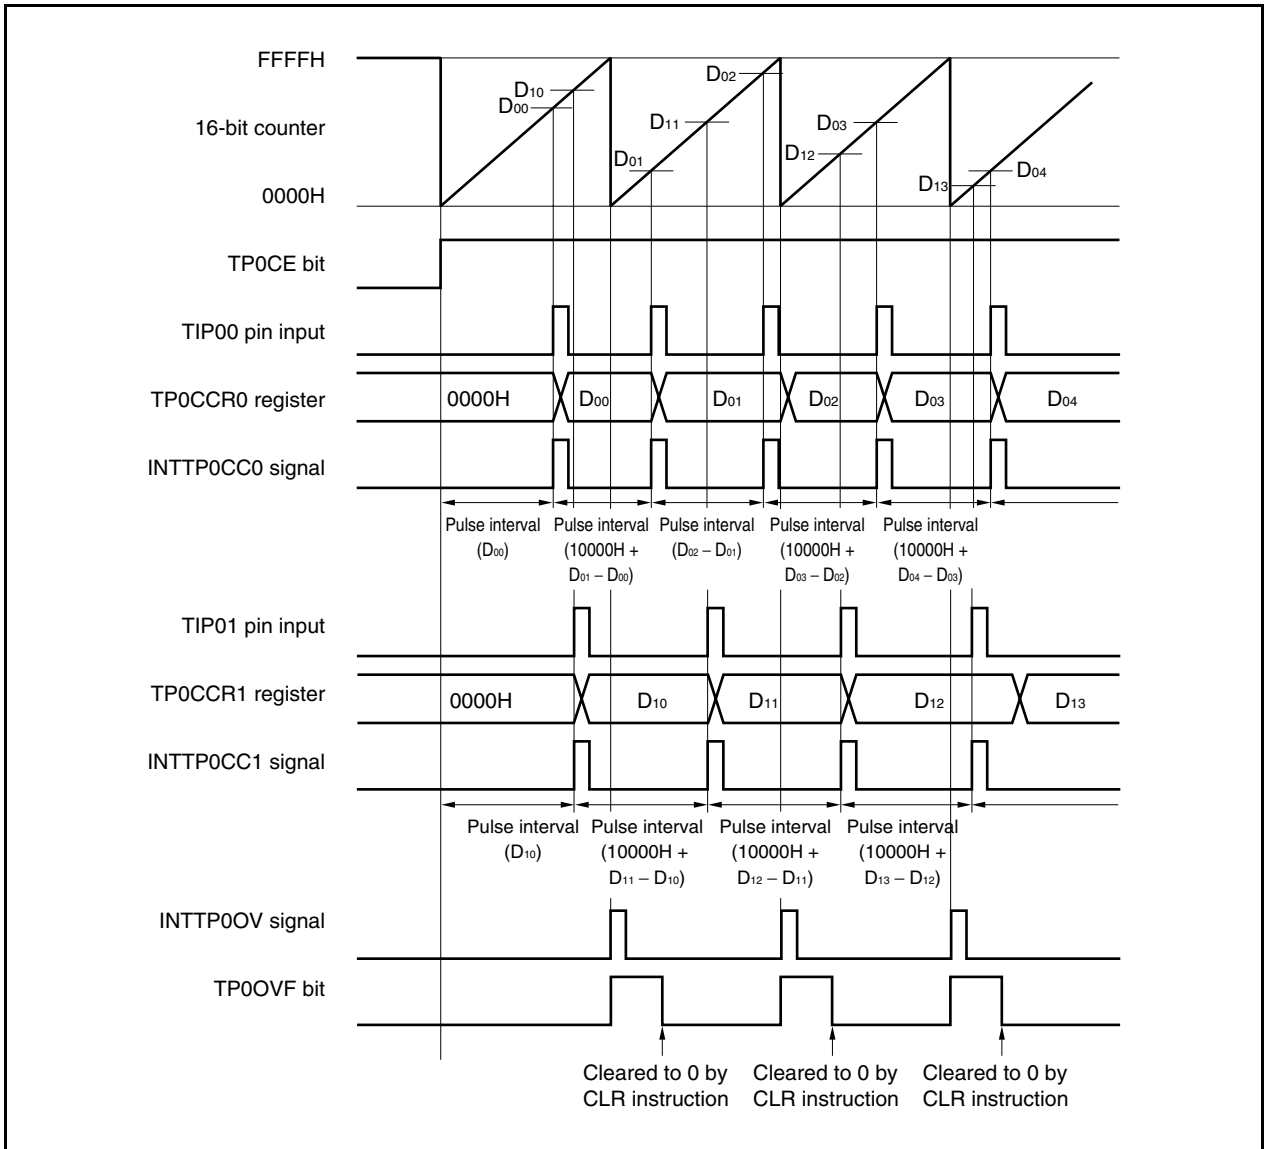 FFFFH
16-bit counter
0000H
D10
D00
D01
D11
D02
D12
D03
D13
D04
TP0CE bit
TIP00 pin input
TP0CCR0 register
0000H D00 D01 D02 D03 D04
INTTP0CC0 signal
Pulse interval
(D00)
Pulse interval
(10000H +
D01 – D00)
Pulse interval
(D02 – D01)
Pulse interval
(10000H +
D03 – D02)
Pulse interval
(10000H +
D04 – D03)
TIP01 pin input
TP0CCR1 register
0000H D10 D11 D12 D13
INTTP0CC1 signal
Pulse interval
(D10)
Pulse interval
(10000H +
D11 – D10)
Pulse interval
(10000H +
D12 – D11)
Pulse interval
(10000H +
D13 – D12)
INTTP0OV signal
TP0OVF bit
Cleared to 0 by
CLR instruction
Cleared to 0 by
CLR instruction
Cleared to 0 by
CLR instruction